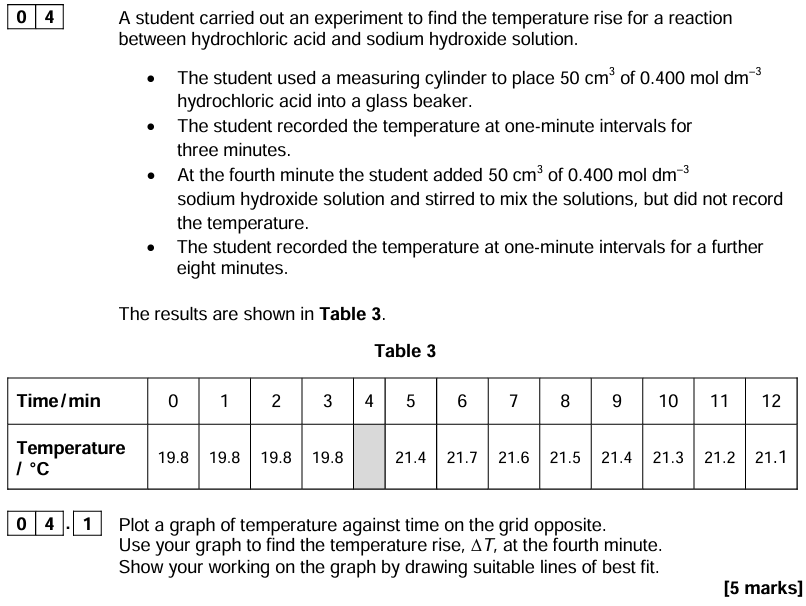 0 4 A student carried out an experiment to find the temperature rise for a reaction
between hydrochloric acid and sodium hydroxide solution.
• The student used a measuring cylinder to place 50 cm³ of 0.400 mol dm⁻³
hydrochloric acid into a glass beaker.
• The student recorded the temperature at one-minute intervals for
three minutes.
• At the fourth minute the student added 50 cm³ of 0.400 mol dm⁻³
sodium hydroxide solution and stirred to mix the solutions, but did not record
the temperature.
• The student recorded the temperature at one-minute intervals for a further
eight minutes.
The results are shown in Table 3.
Table 3
Time/min 0 1 2 3 4 5 6 7 8 9 10 11 12
Temperature
/ °C 19.8 19.8 19.8 19.8 21.4 21.7 21.6 21.5 21.4 21.3 21.2 21.1
0 4 . 1 Plot a graph of temperature against time on the grid opposite.
Use your graph to find the temperature rise, ΔT, at the fourth minute.
Show your working on the graph by drawing suitable lines of best fit.
[5 marks]